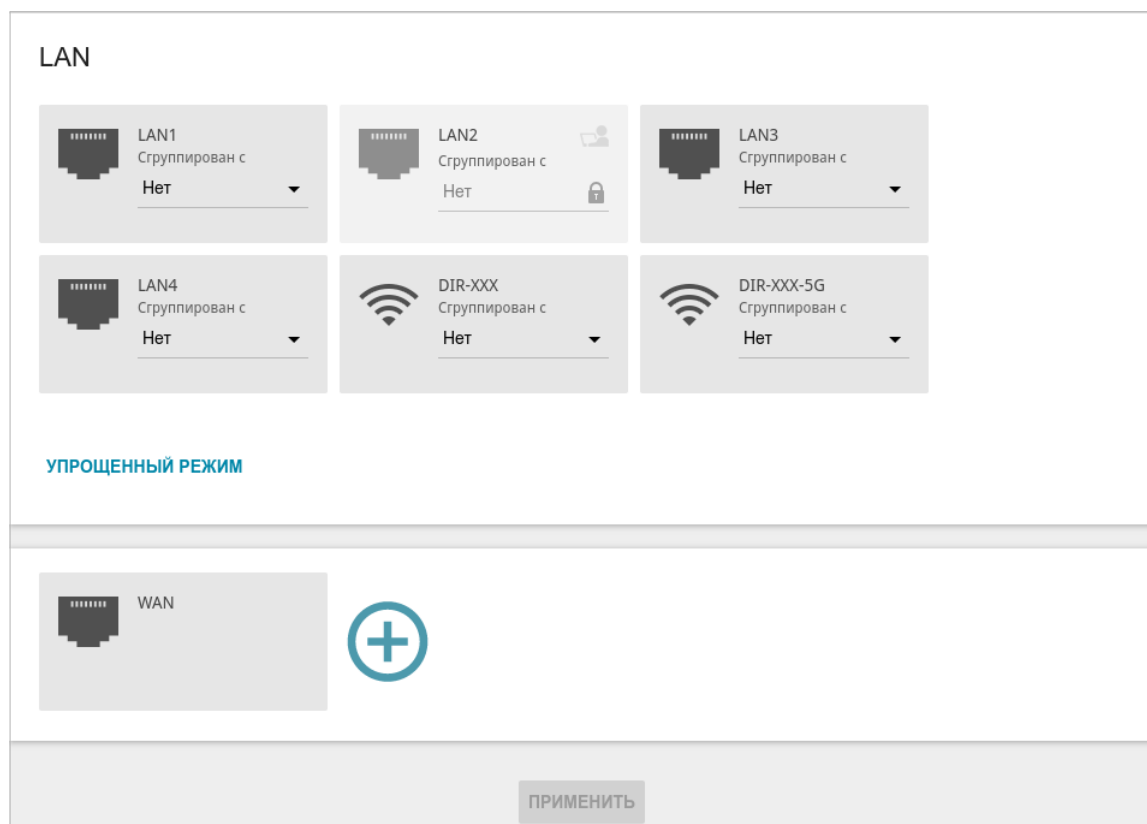 LAN
LAN1
Сгруппирован с
Нет
LAN2
Сгруппирован с
Нет
LAN3
Сгруппирован с
Нет
LAN4
Сгруппирован с
Нет
DIR-XXX
Сгруппирован с
Нет
DIR-XXX-5G
Сгруппирован с
Нет
УПРОЩЕННЫЙ РЕЖИМ
WAN
ПРИМЕНИТЬ